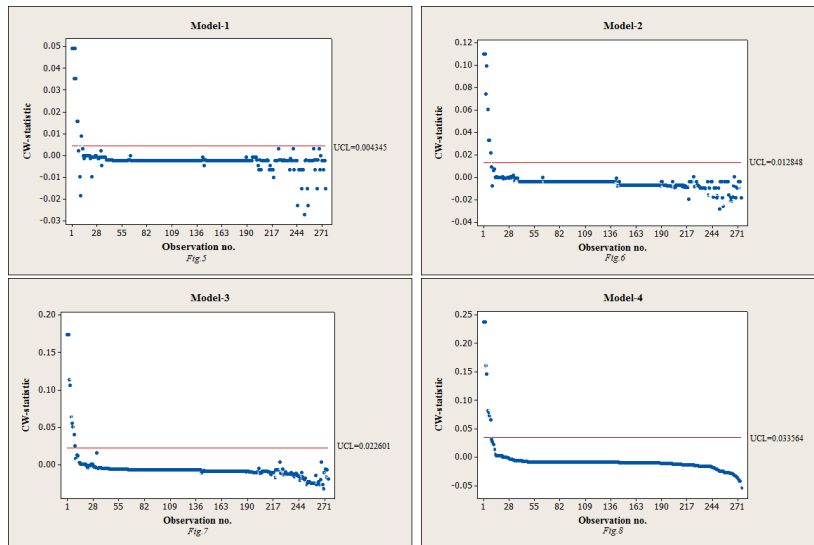 Model-1
CW-statistic
0.05
0.04
0.03
0.02
0.01
0.00
-0.01
-0.02
-0.03
UCL=0.004345
1 28 55 82 109 136 163 190 217 244 271
Observation no.
Fig.5
Model-2
CW-statistic
0.12
0.10
0.08
0.06
0.04
0.02
0.00
-0.02
-0.04
UCL=0.012848
1 28 55 82 109 136 163 190 217 244 271
Observation no.
Fig.6
Model-3
CW-statistic
0.20
0.15
0.10
0.05
0.00
UCL=0.022601
1 28 55 82 109 136 163 190 217 244 271
Observation no.
Fig.7
Model-4
CW-statistic
0.25
0.20
0.15
0.10
0.05
0.00
-0.05
UCL=0.033564
1 28 55 82 109 136 163 190 217 244 271
Observation no.
Fig.8